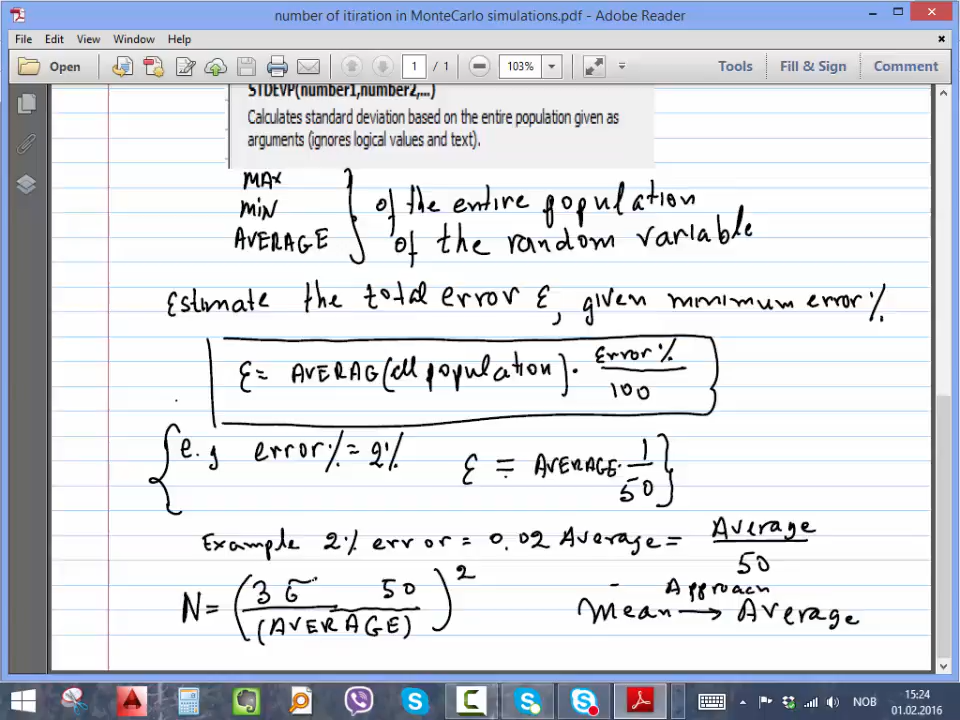 number of itiration in MonteCarlo simulations.pdf - Adobe Reader
File Edit View Window Help
Open 1 / 1 103% Tools Fill & Sign Comment
STDEVP(number1,number2,...)
Calculates standard deviation based on the entire population given as
arguments (ignores logical values and text).
MAX
MIN
AVERAGE
} of the entire population
of the random variable
Estimate the total error ε, given minimum error %
ε = AVERAG(all population) · Error% / 100
{ e.g error% = 2% ε = AVERAGE · 1/50 }
Example 2% error = 0.02 Average = Average / 50
N = ( 3 σ 50 / (AVERAGE) )²
Approach
Mean → Average
15:24
NOB
01.02.2016